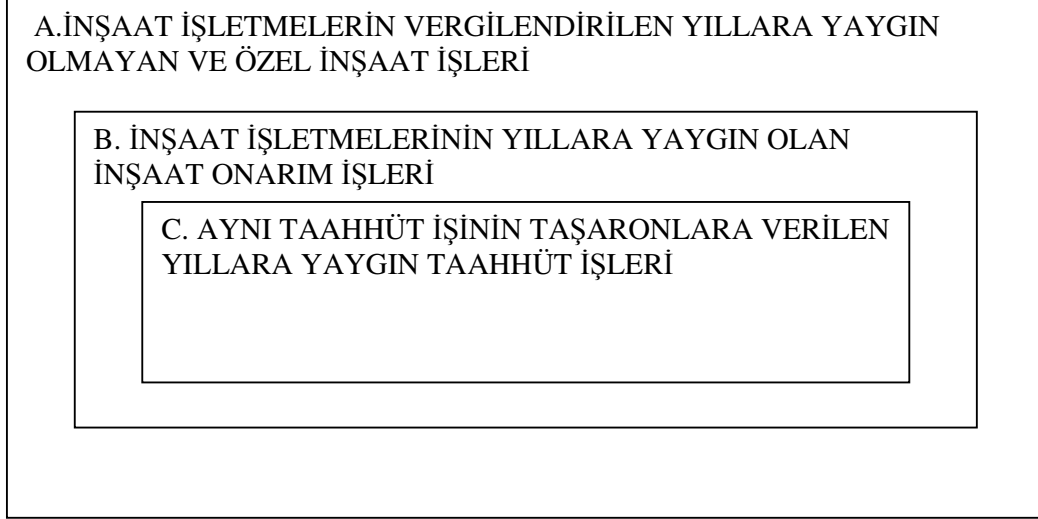 A.İNŞAAT İŞLETMELERİN VERGİLENDİRİLEN YILLARA YAYGIN
OLMAYAN VE ÖZEL İNŞAAT İŞLERİ
B. İNŞAAT İŞLETMELERİNİN YILLARA YAYGIN OLAN
İNŞAAT ONARIM İŞLERİ
C. AYNI TAAHHÜT İŞİNİN TAŞARONLARA VERİLEN
YILLARA YAYGIN TAAHHÜT İŞLERİ